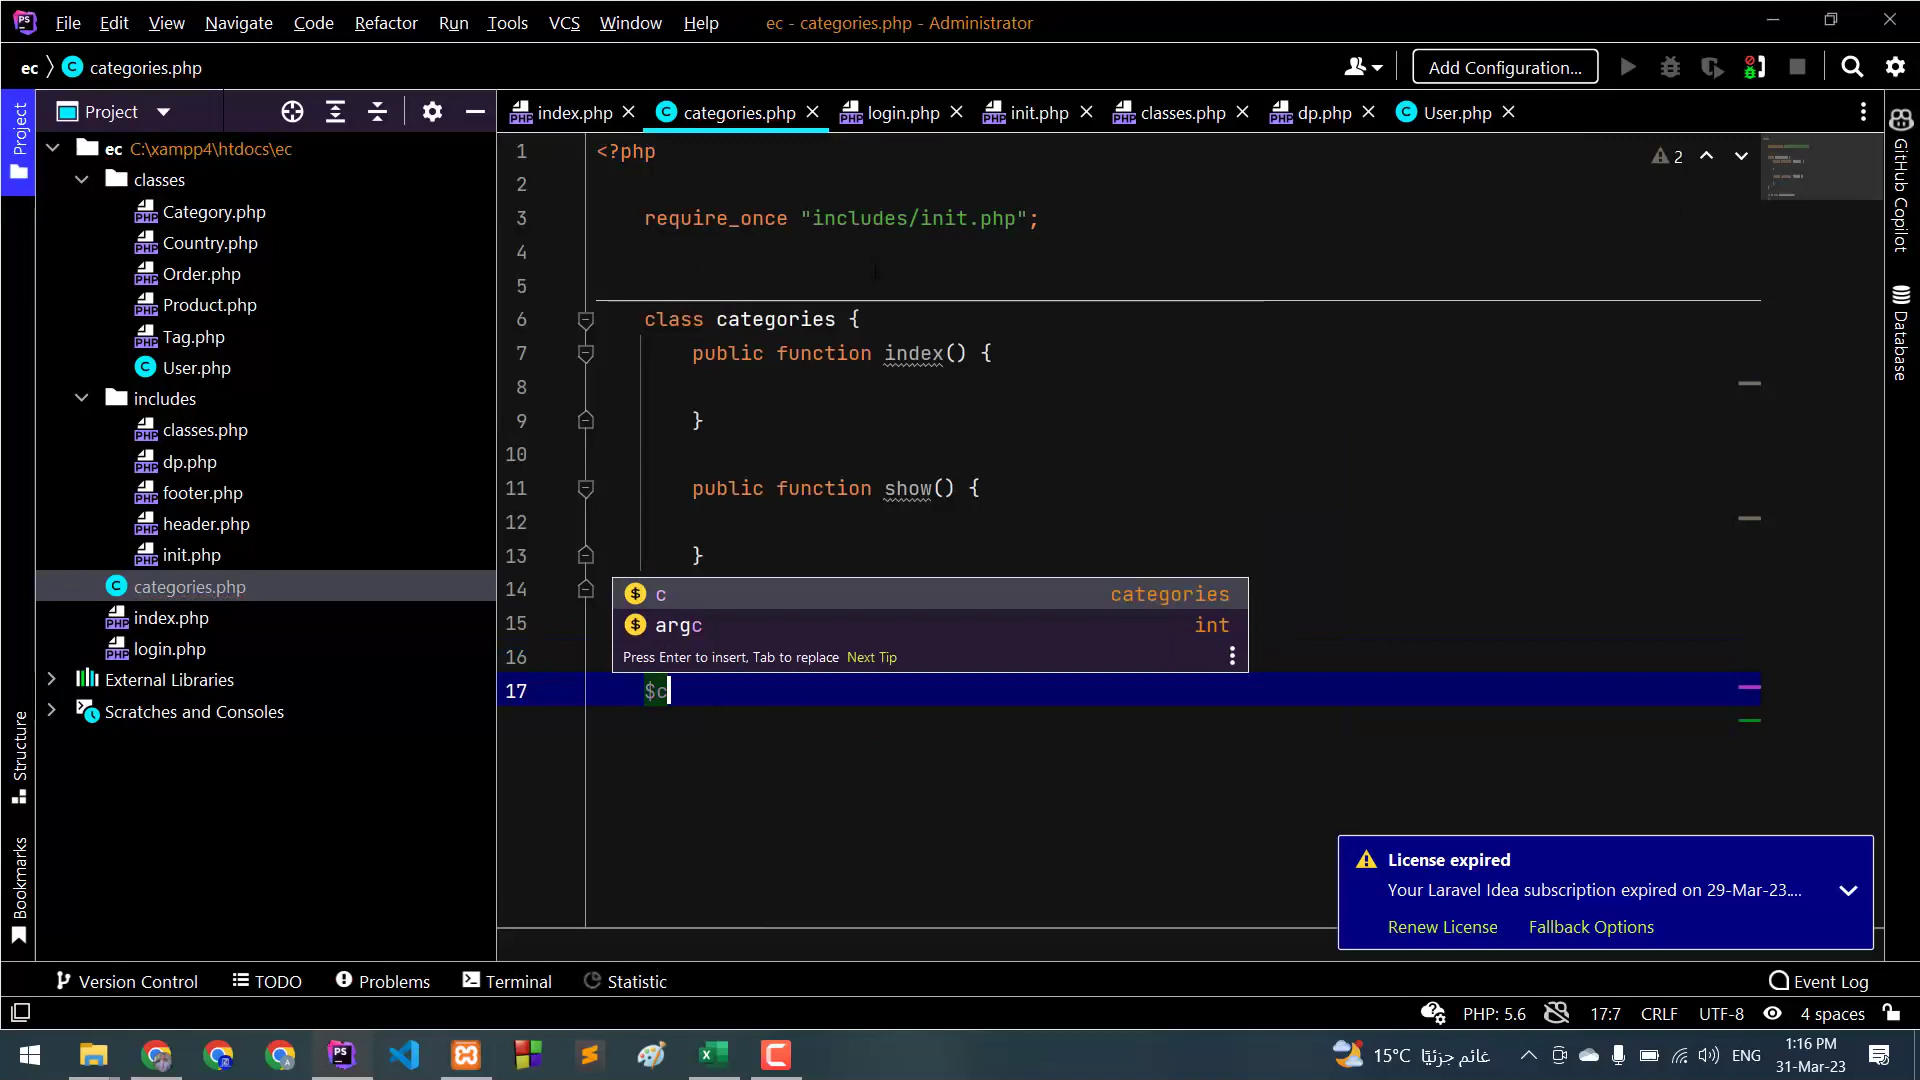 File Edit View Navigate Code Refactor Run Tools VCS Window Help ec - categories.php - Administrator
ec categories.php Add Configuration...
Project
index.php categories.php login.php init.php classes.php dp.php User.php
Project
ec C:\xampp4\htdocs\ec
classes
Category.php
Country.php
Order.php
Product.php
Tag.php
User.php
includes
classes.php
dp.php
footer.php
header.php
init.php
categories.php
index.php
login.php
External Libraries
Scratches and Consoles
Structure
Bookmarks
1 <?php
2
3 require_once "includes/init.php";
4
5
6 class categories {
7 public function index() {
8
9 }
10
11 public function show() {
12
13 }
14
15
16
17 $c
2
c categories
argc int
Press Enter to insert, Tab to replace Next Tip
GitHub Copilot
Database
License expired
Your Laravel Idea subscription expired on 29-Mar-23....
Renew License Fallback Options
Version Control TODO Problems Terminal Statistic Event Log
PHP: 5.6 17:7 CRLF UTF-8 4 spaces
15°C غائم جزئيًا ENG 1:16 PM
31-Mar-23